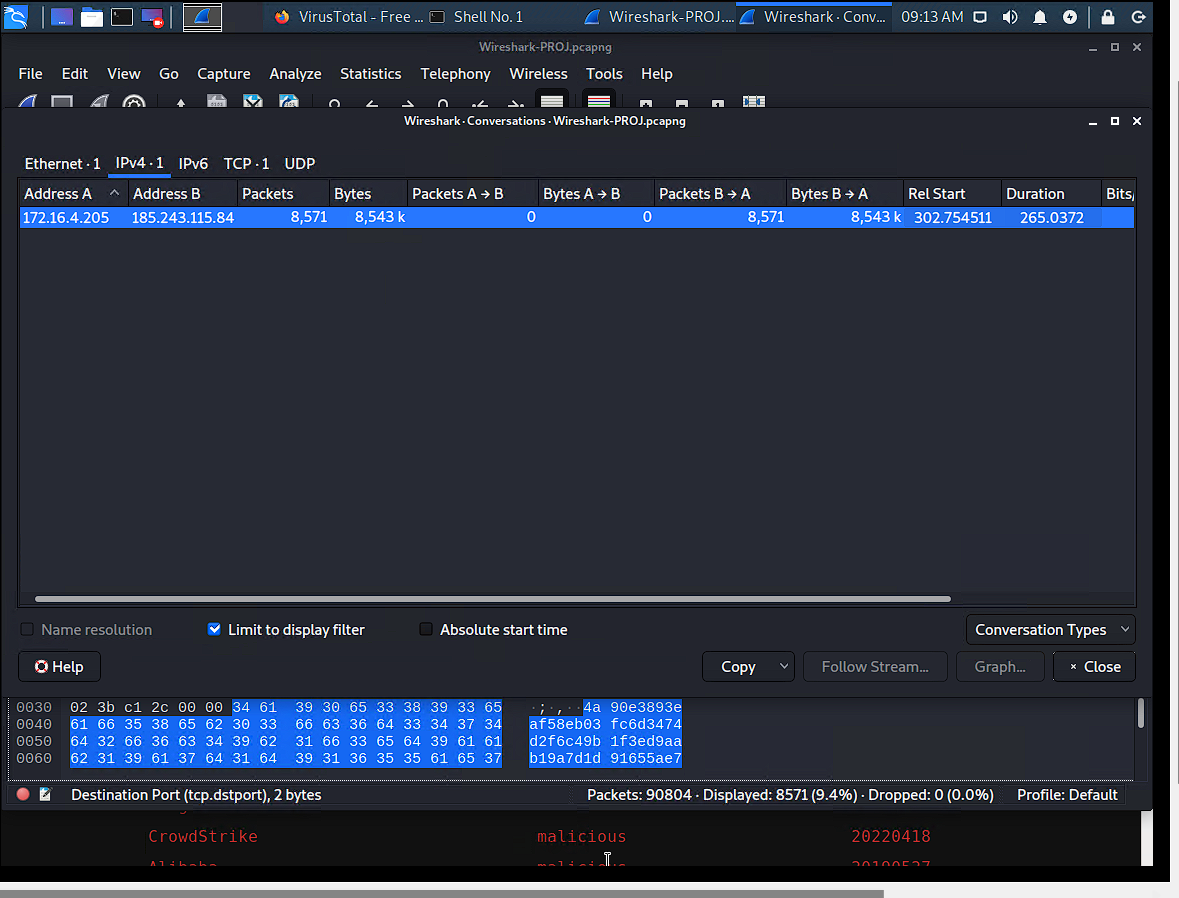 VirusTotal - Free ... Shell No. 1 Wireshark-PROJ.... Wireshark · Conv... 09:13 AM
Wireshark-PROJ.pcapng
File Edit View Go Capture Analyze Statistics Telephony Wireless Tools Help
Wireshark · Conversations · Wireshark-PROJ.pcapng
Ethernet · 1 IPv4 · 1 IPv6 TCP · 1 UDP
Address A Address B Packets Bytes Packets A → B Bytes A → B Packets B → A Bytes B → A Rel Start Duration Bits/
172.16.4.205 185.243.115.84 8,571 8,543 k 0 0 8,571 8,543 k 302.754511 265.0372
Name resolution Limit to display filter Absolute start time Conversation Types
Help Copy Follow Stream... Graph... × Close
0030 02 3b c1 2c 00 00 34 61 39 30 65 33 38 39 33 65 ·;·,··4a 90e3893e
0040 61 66 35 38 65 62 30 33 66 63 36 64 33 34 37 34 af58eb03 fc6d3474
0050 64 32 66 36 63 34 39 62 31 66 33 65 64 39 61 61 d2f6c49b 1f3ed9aa
0060 62 31 39 61 37 64 31 64 39 31 36 35 35 61 65 37 b19a7d1d 91655ae7
Destination Port (tcp.dstport), 2 bytes Packets: 90804 · Displayed: 8571 (9.4%) · Dropped: 0 (0.0%) Profile: Default
CrowdStrike malicious 20220418
Alibaba malicious 20190527